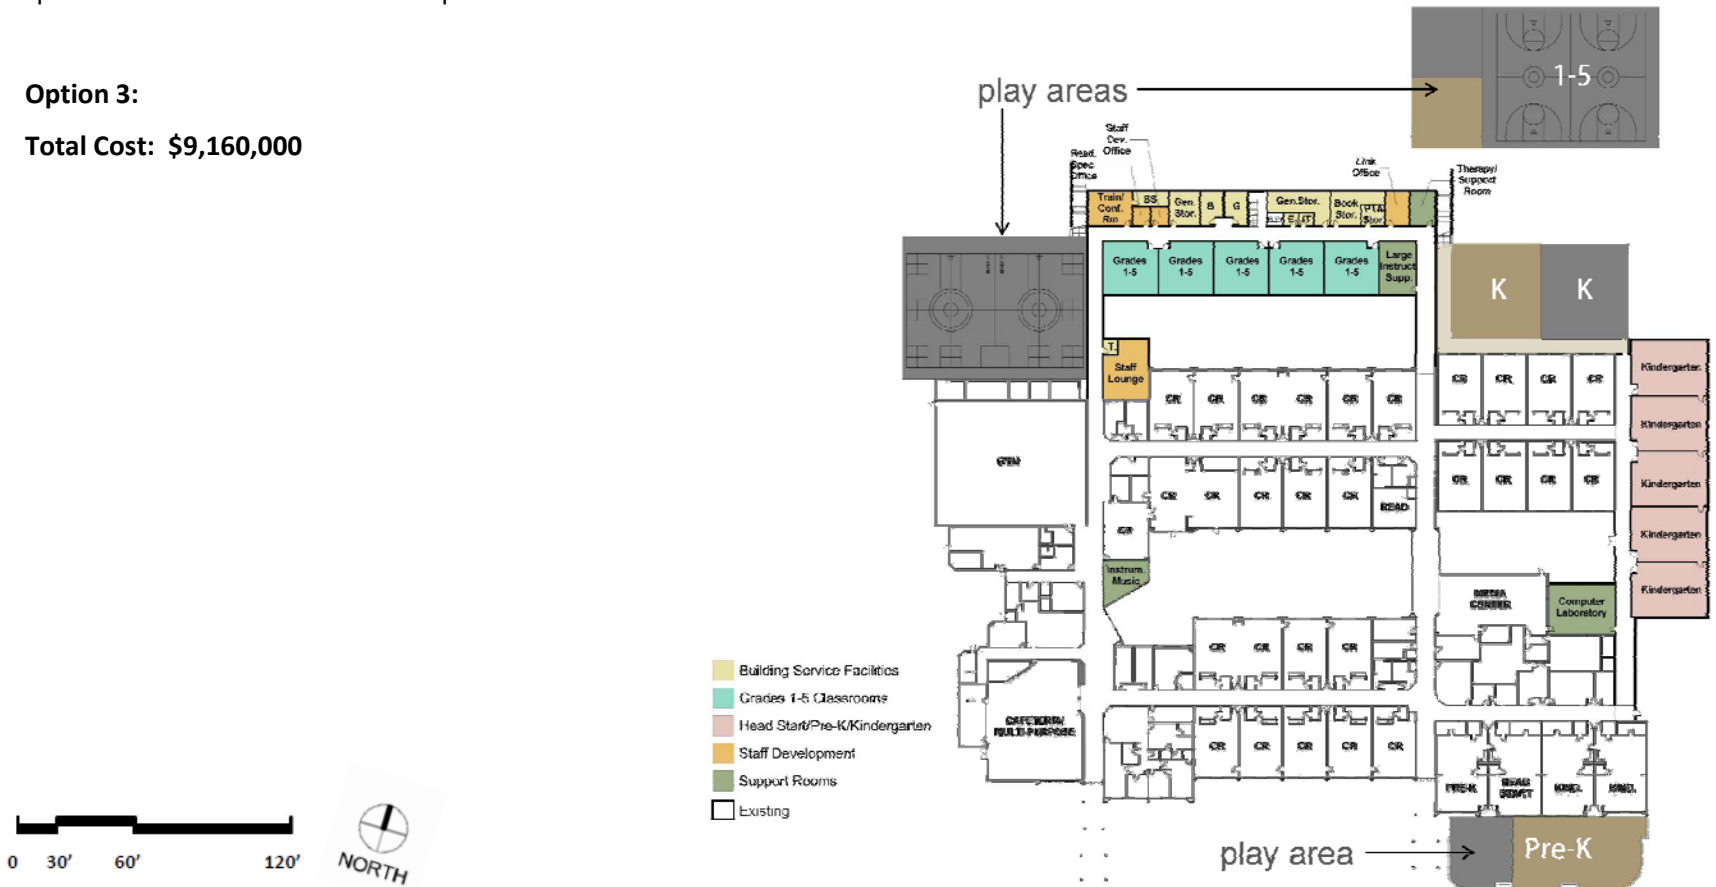 Option 3:
Total Cost: $9,160,000
play areas
1-5
Staff
Dev.
Office
Read.
Spec.
Office
Link
Office
Therapy/
Support
Room
Train/
Conf.
Rm
SS
Gen.
Stor.
B
G
Gen.Stor.
Book
Stor.
PTA
Stor.
Grades
1-5
Grades
1-5
Grades
1-5
Grades
1-5
Grades
1-5
Large
Instruct
Supp.
K
K
T.
Staff
Lounge
CR
CR
CR
CR
CR
CR
CR
CR
CR
CR
Kindergarten
Kindergarten
Kindergarten
Kindergarten
Kindergarten
GYM
CR
CR
CR
CR
CR
READ
CR
CR
CR
CR
CR
Instrum.
Music
MEDIA
CENTER
Computer
Laboratory
CR
CR
CR
CR
CAFETERIA/
MULTI-PURPOSE
CR
CR
CR
CR
CR
PRE-K
HEAD
START
KIND.
KIND.
Building Service Facilities
Grades 1-5 Classrooms
Head Start/Pre-K/Kindergarten
Staff Development
Support Rooms
Existing
0 30' 60' 120'
NORTH
play area
Pre-K